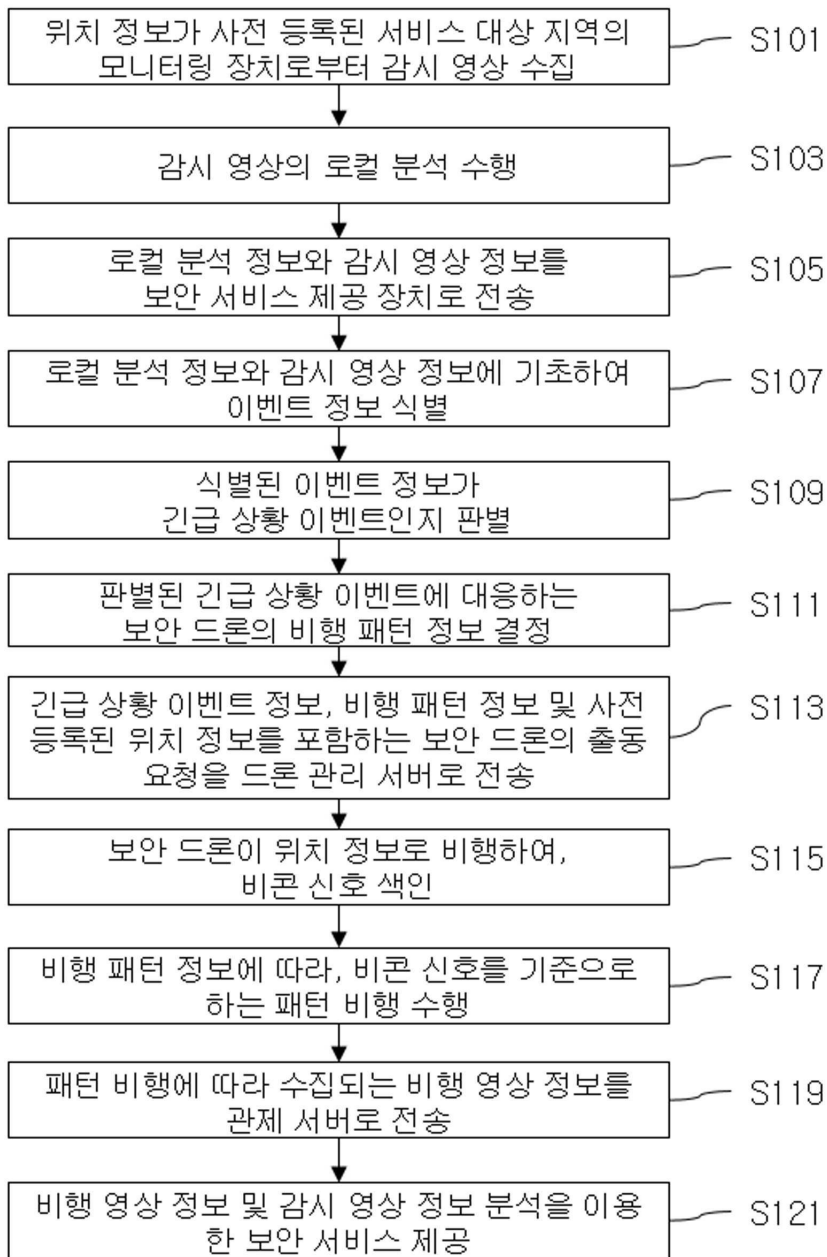 위치 정보가 사전 등록된 서비스 대상 지역의
모니터링 장치로부터 감시 영상 수집
S101
감시 영상의 로컬 분석 수행
S103
로컬 분석 정보와 감시 영상 정보를
보안 서비스 제공 장치로 전송
S105
로컬 분석 정보와 감시 영상 정보에 기초하여
이벤트 정보 식별
S107
식별된 이벤트 정보가
긴급 상황 이벤트인지 판별
S109
판별된 긴급 상황 이벤트에 대응하는
보안 드론의 비행 패턴 정보 결정
S111
긴급 상황 이벤트 정보, 비행 패턴 정보 및 사전
등록된 위치 정보를 포함하는 보안 드론의 출동
요청을 드론 관리 서버로 전송
S113
보안 드론이 위치 정보로 비행하여,
비콘 신호 색인
S115
비행 패턴 정보에 따라, 비콘 신호를 기준으로
하는 패턴 비행 수행
S117
패턴 비행에 따라 수집되는 비행 영상 정보를
관제 서버로 전송
S119
비행 영상 정보 및 감시 영상 정보 분석을 이용
한 보안 서비스 제공
S121